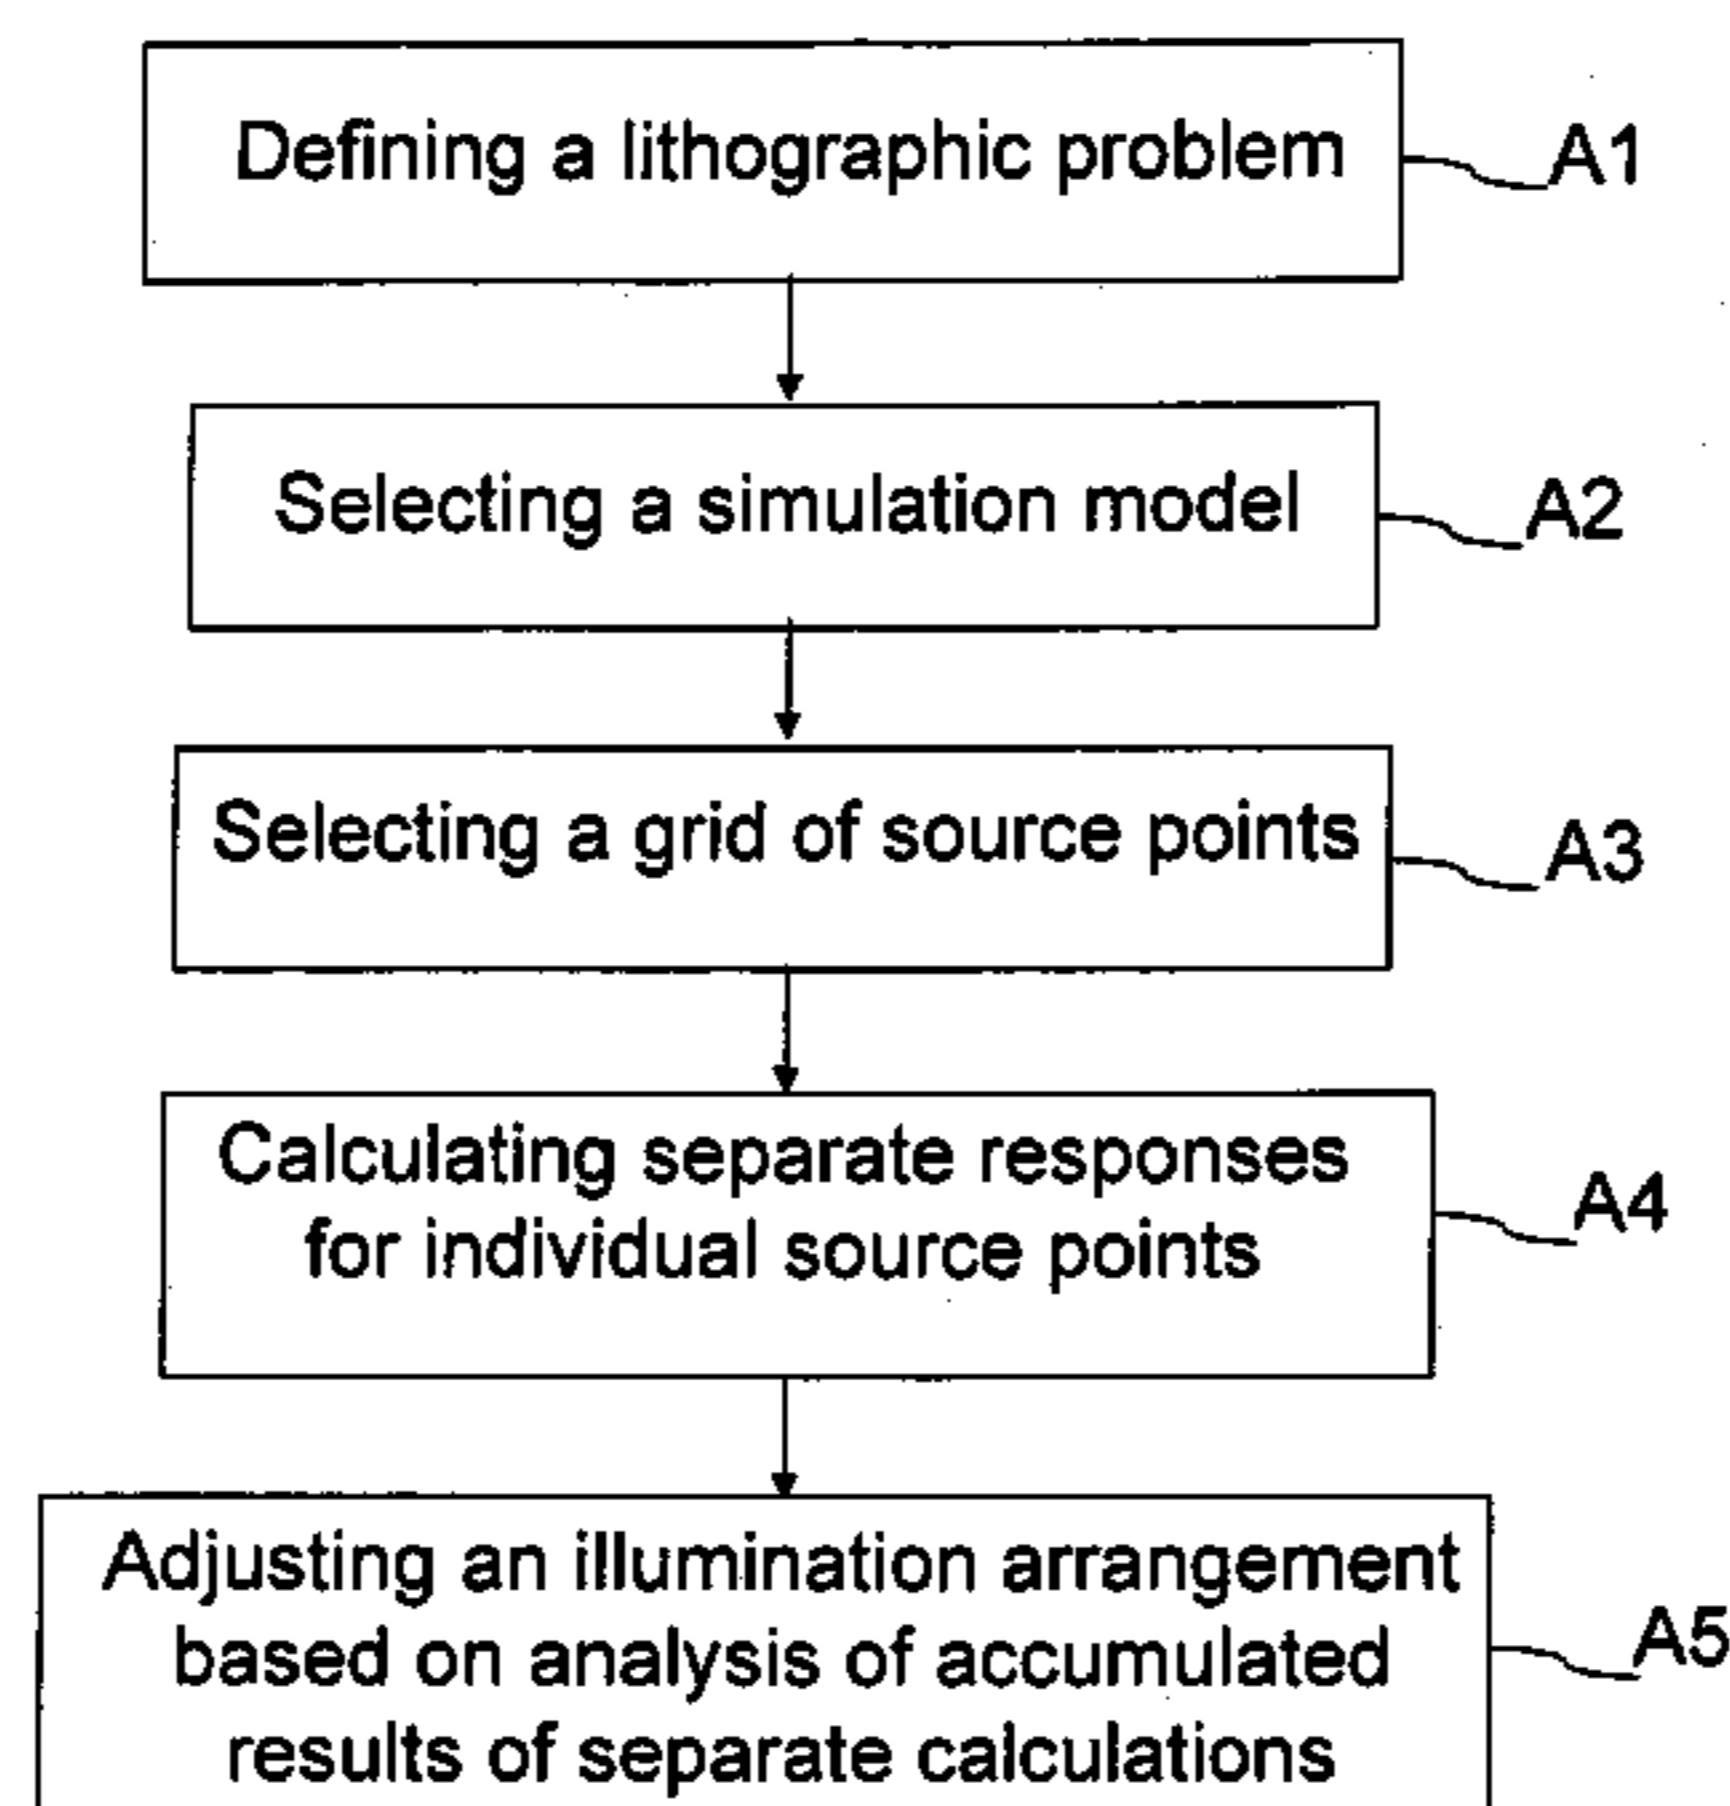 Defining a lithographic problem
A1
Selecting a simulation model
A2
Selecting a grid of source points
A3
Calculating separate responses
for individual source points
A4
Adjusting an illumination arrangement
based on analysis of accumulated
results of separate calculations
A5